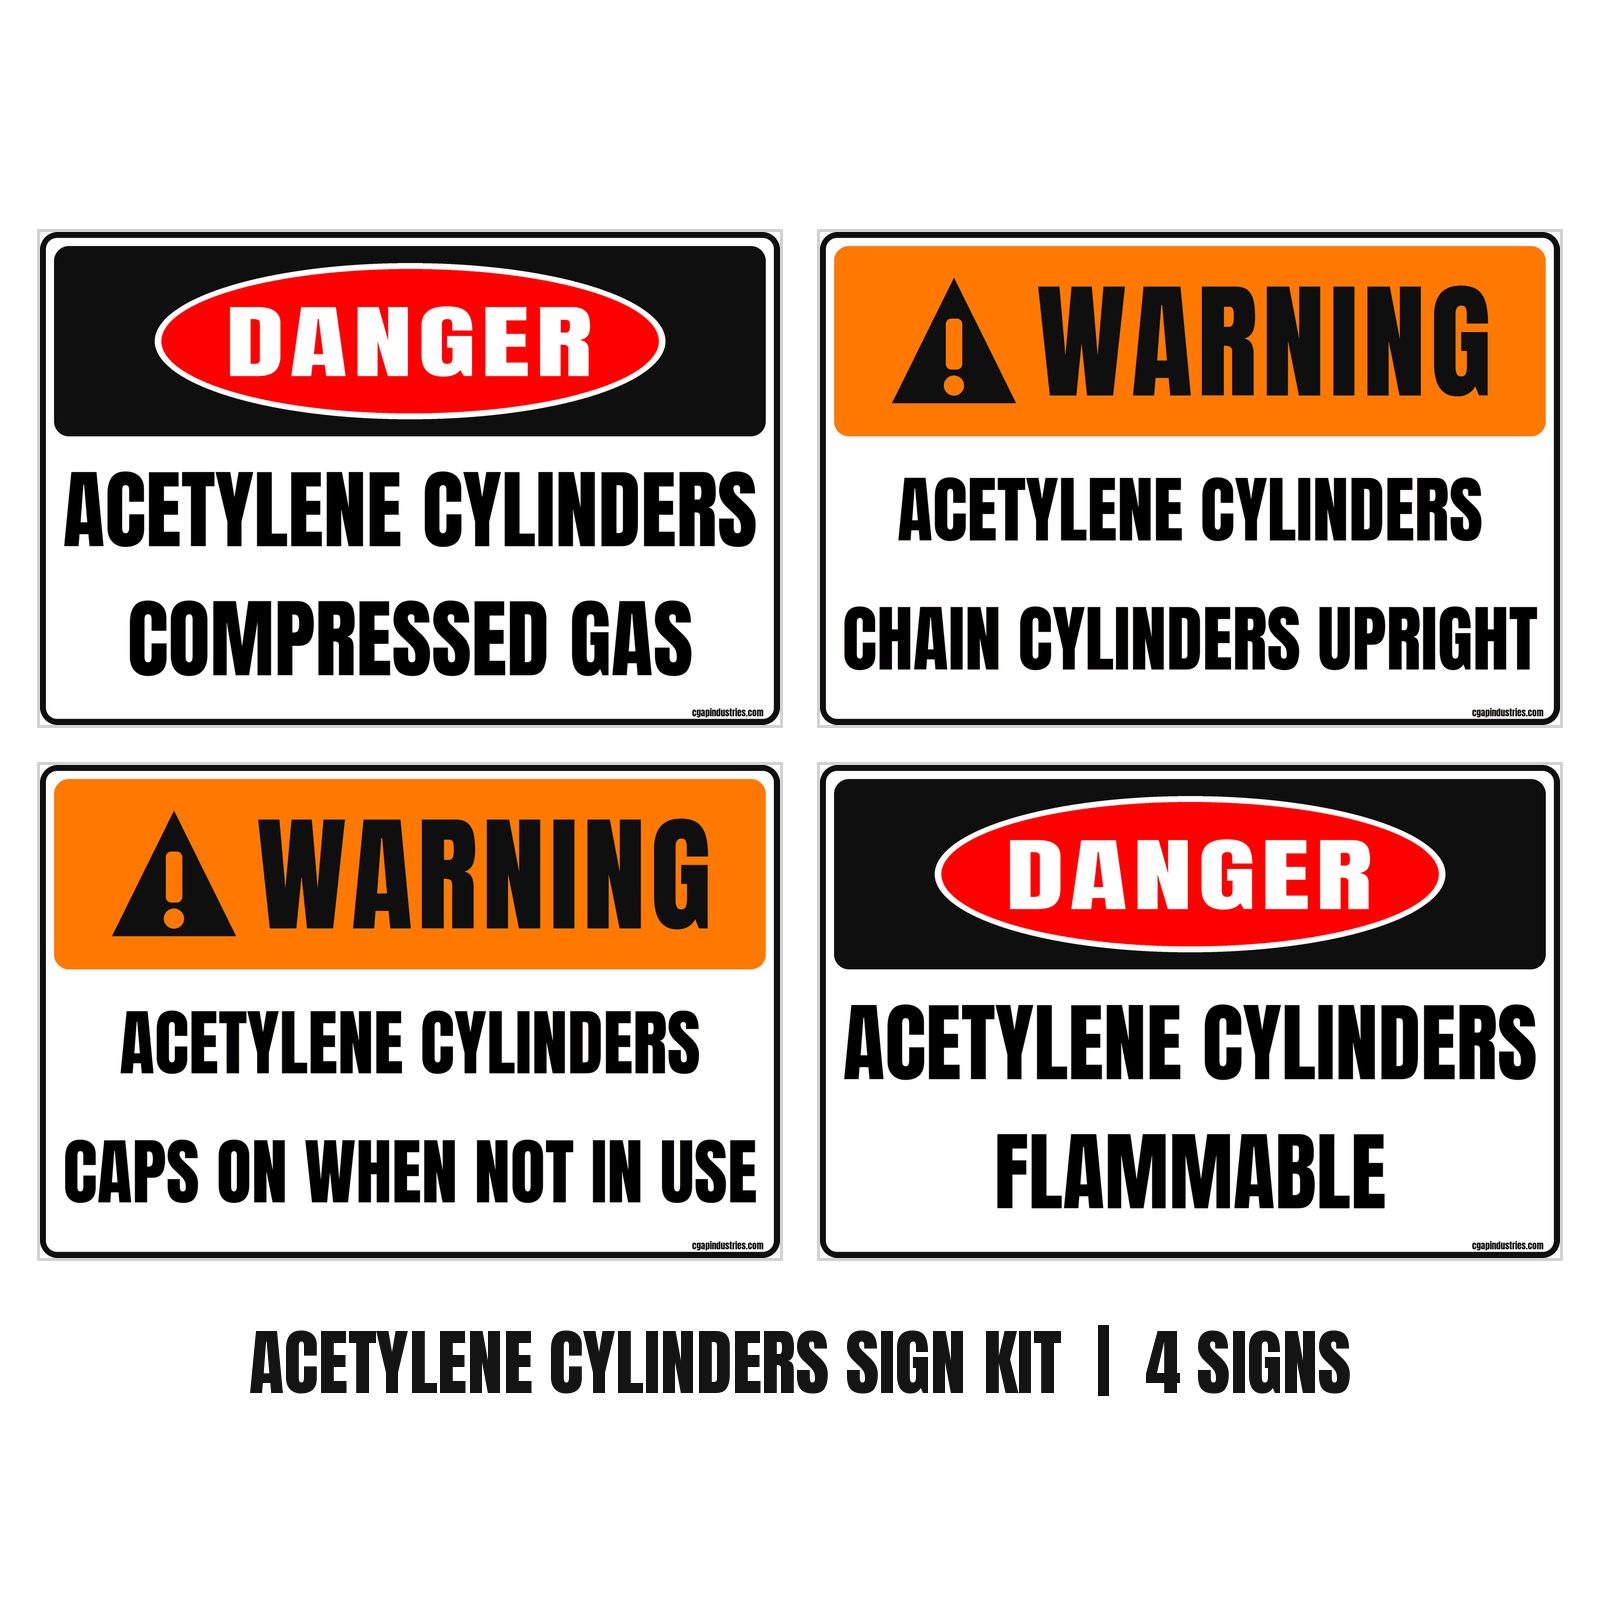 DANGER
ACETYLENE CYLINDERS
COMPRESSED GAS
cgapindustries.com
WARNING
ACETYLENE CYLINDERS
CHAIN CYLINDERS UPRIGHT
cgapindustries.com
WARNING
ACETYLENE CYLINDERS
CAPS ON WHEN NOT IN USE
cgapindustries.com
DANGER
ACETYLENE CYLINDERS
FLAMMABLE
cgapindustries.com
ACETYLENE CYLINDERS SIGN KIT | 4 SIGNS